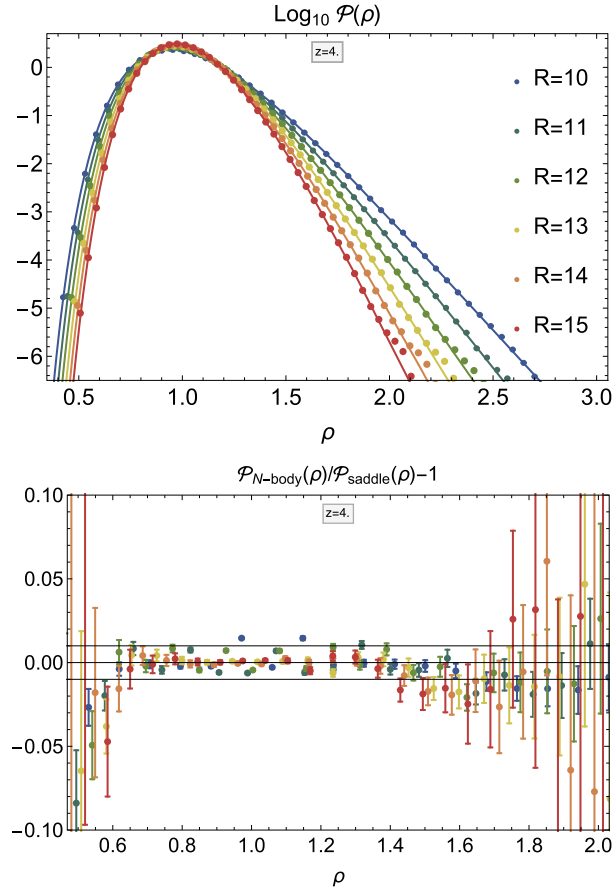 Log₁₀ 𝒫(ρ)
z=4.
0
−1
−2
−3
−4
−5
−6
R=10
R=11
R=12
R=13
R=14
R=15
0.5 1.0 1.5 2.0 2.5 3.0
ρ
𝒫N−body(ρ)/𝒫saddle(ρ)−1
z=4.
0.10
0.05
0.00
−0.05
−0.10
0.6 0.8 1.0 1.2 1.4 1.6 1.8 2.0
ρ